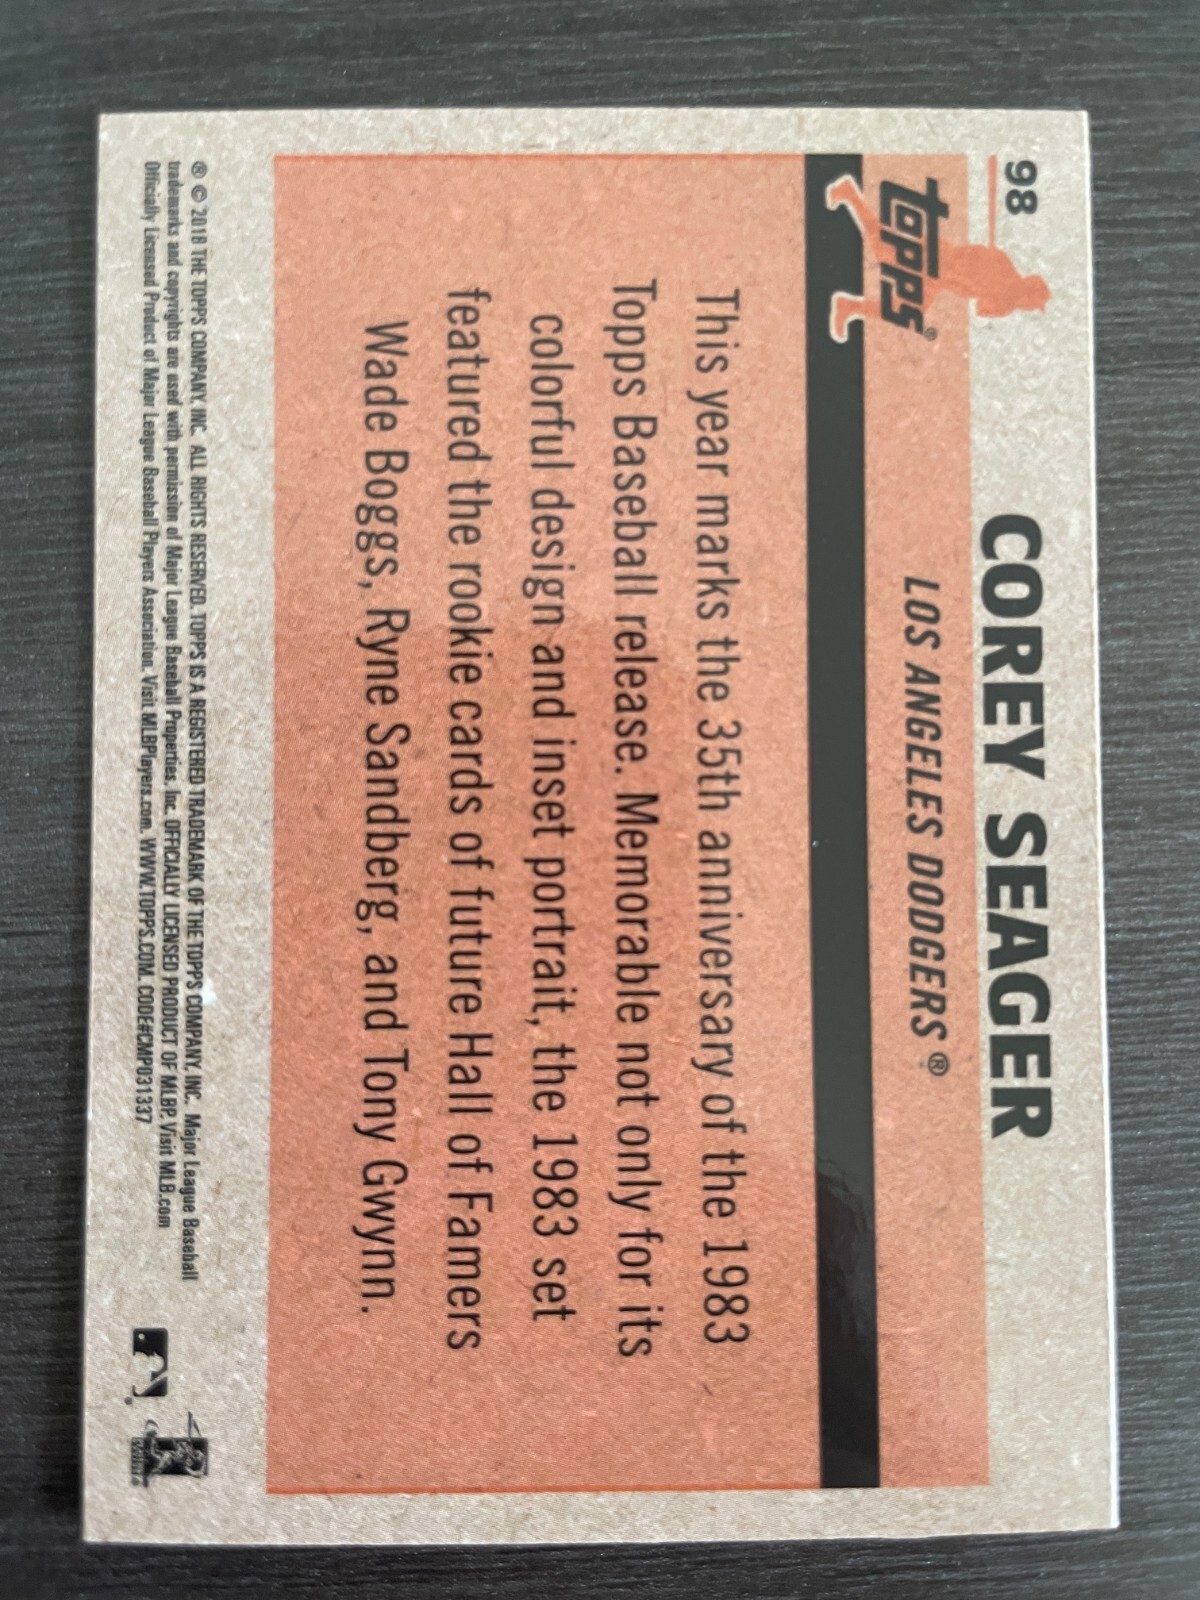 98
COREY SEAGER
topps®
LOS ANGELES DODGERS®
This year marks the 35th anniversary of the 1983
Topps Baseball release. Memorable not only for its
colorful design and inset portrait, the 1983 set
featured the rookie cards of future Hall of Famers
Wade Boggs, Ryne Sandberg, and Tony Gwynn.
® © 2018 THE TOPPS COMPANY, INC. ALL RIGHTS RESERVED. TOPPS IS A REGISTERED TRADEMARK OF THE TOPPS COMPANY, INC. Major League Baseball
trademarks and copyrights are used with permission of Major League Baseball Properties, Inc. OFFICIALLY LICENSED PRODUCT OF MLBP. Visit MLB.com
Officially Licensed Product of Major League Baseball Players Association. Visit MLBPlayers.com. WWW.TOPPS.COM. CODE#CMP031337